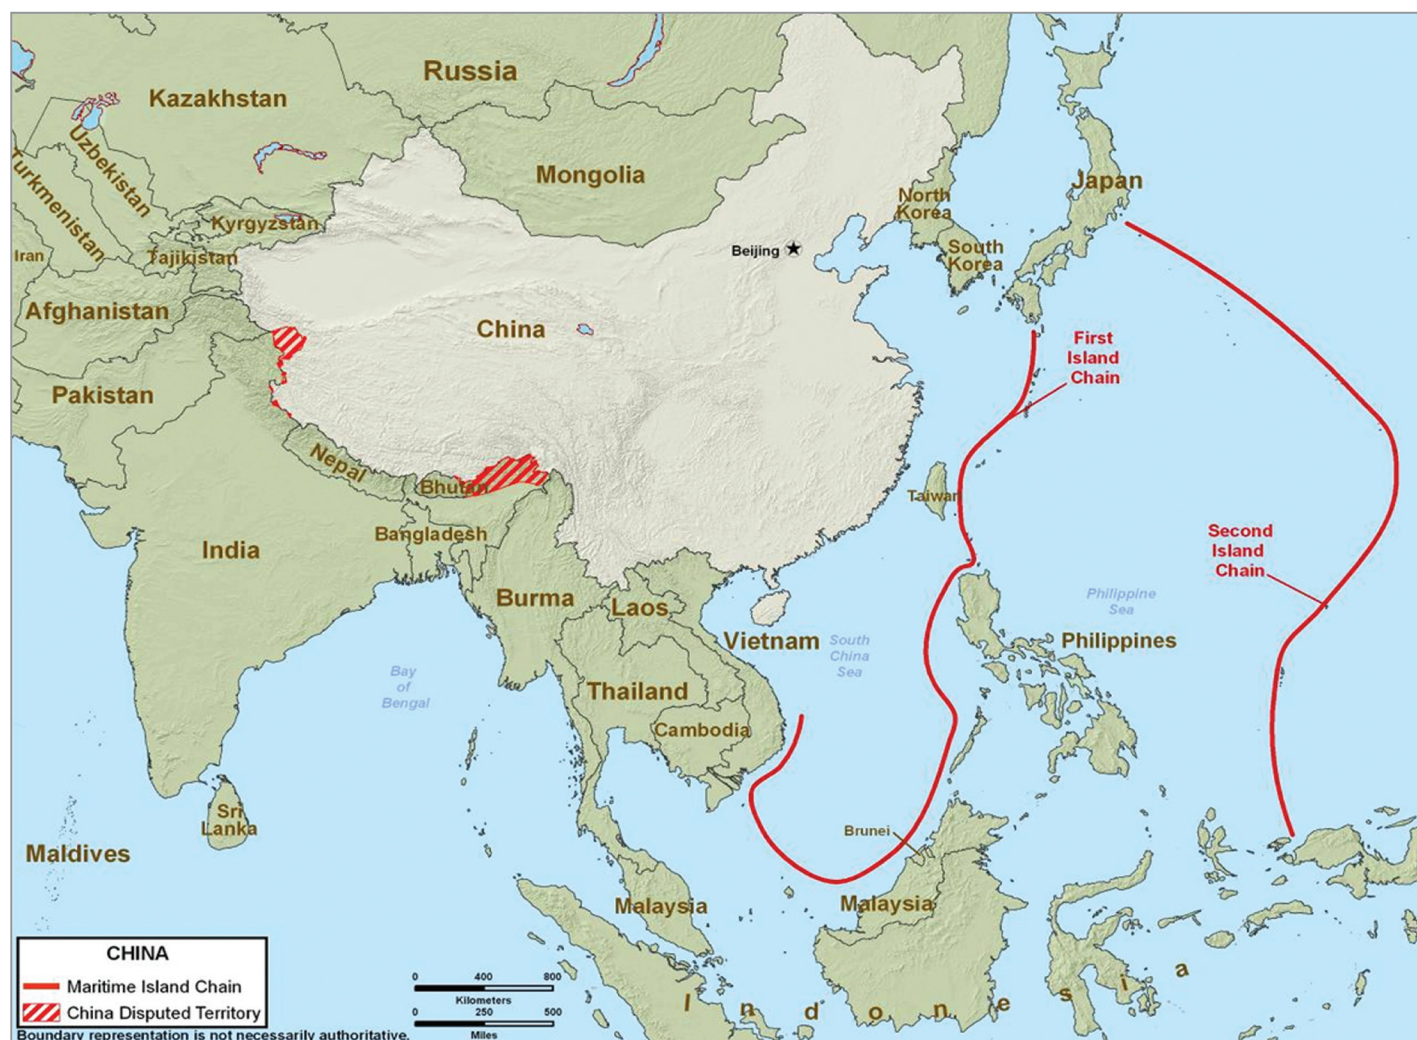 Russia
Kazakhstan
Uzbekistan
Turkmenistan
Mongolia
Kyrgyzstan
Tajikistan
Iran
Afghanistan
Pakistan
China
Beijing
North
Korea
South
Korea
Japan
First
Island
Chain
Second
Island
Chain
Taiwan
Nepal
Bhutan
Bangladesh
India
Burma
Laos
Vietnam
Thailand
Cambodia
South
China
Sea
Philippine
Sea
Philippines
Bay
of
Bengal
Sri
Lanka
Maldives
Brunei
Malaysia
Malaysia
Indonesia
CHINA
Maritime Island Chain
China Disputed Territory
Boundary representation is not necessarily authoritative.
0 400 800
Kilometers
0 250 500
Miles